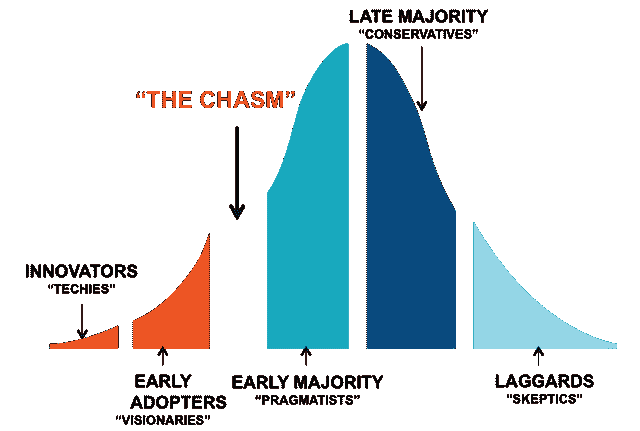 LATE MAJORITY
“CONSERVATIVES”
“THE CHASM”
INNOVATORS
“TECHIES”
EARLY
ADOPTERS
“VISIONARIES”
EARLY MAJORITY
“PRAGMATISTS”
LAGGARDS
“SKEPTICS”